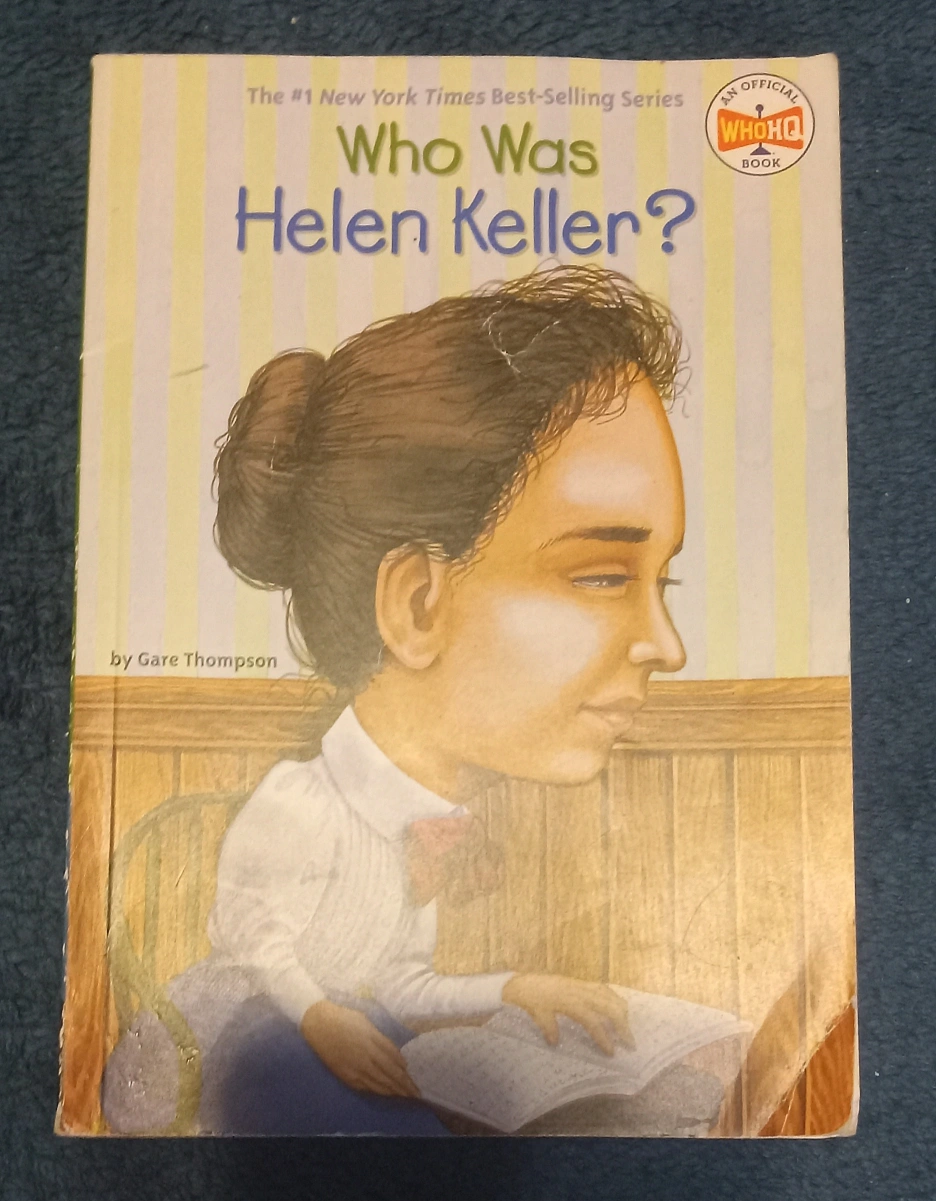 The #1 New York Times Best-Selling Series
AN OFFICIAL
WHOHQ
BOOK
Who Was
Helen Keller?
by Gare Thompson